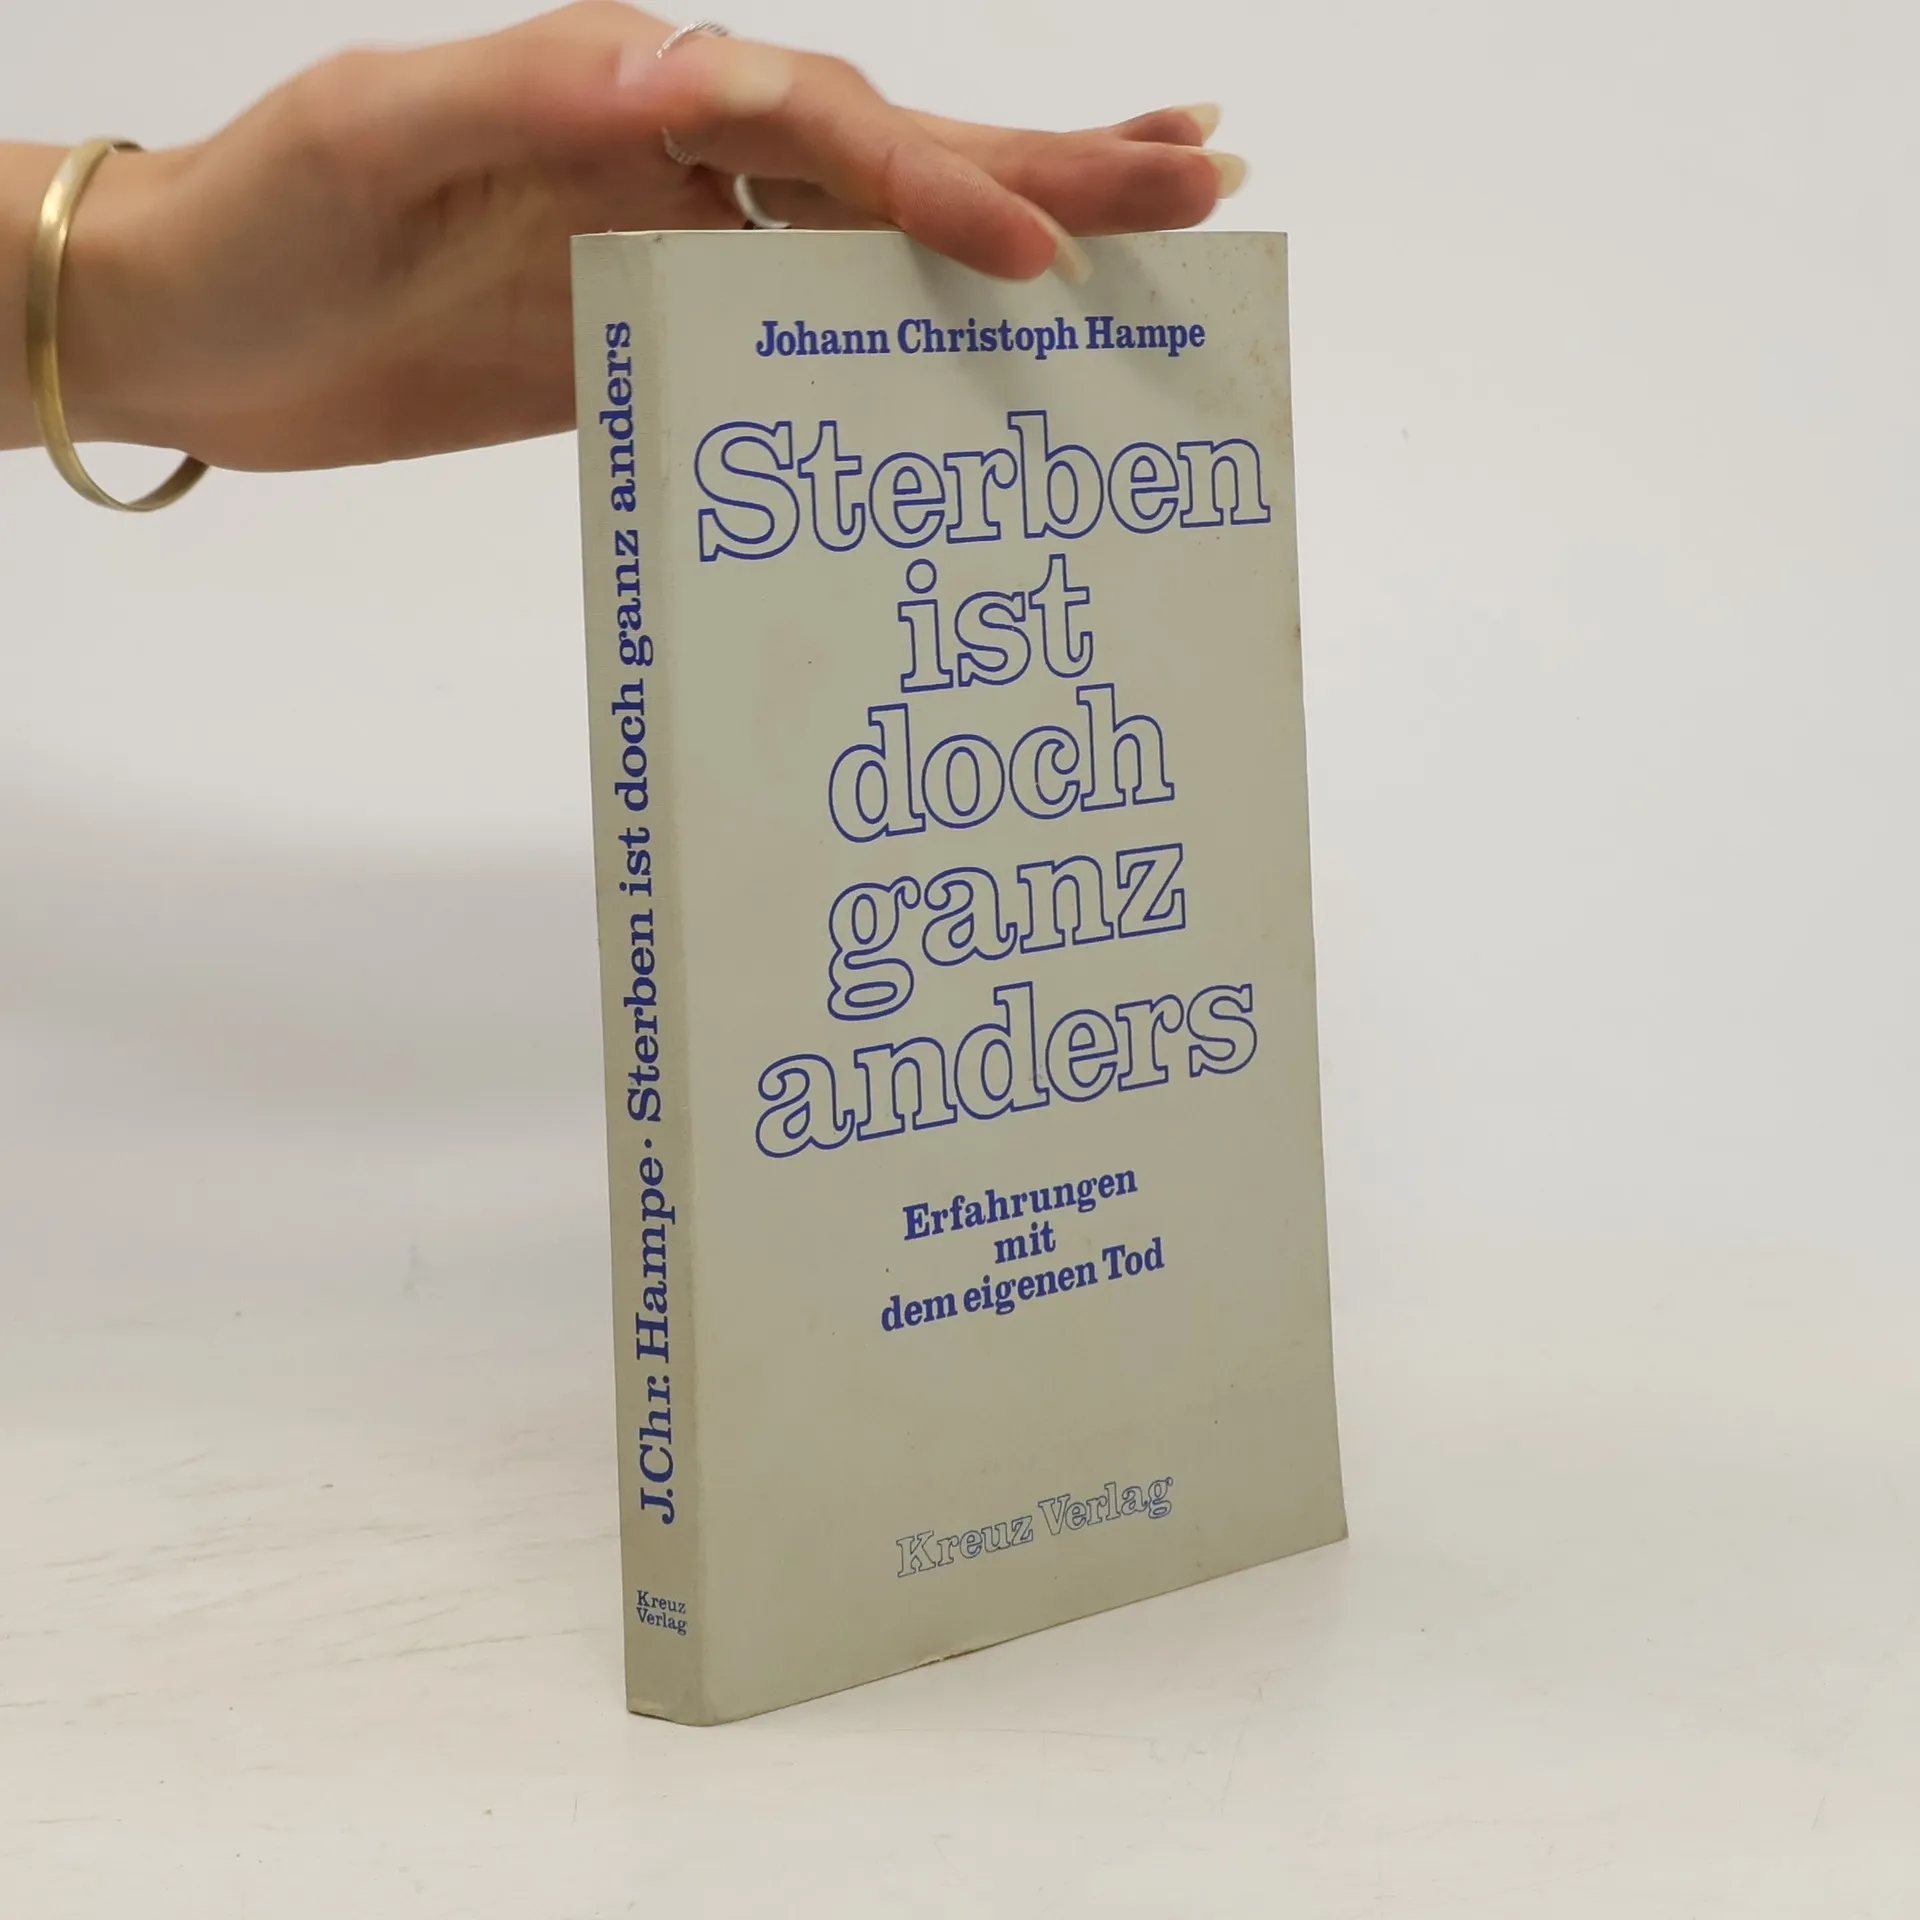 Johann Christoph Hampe
Sterben
ist
doch
ganz
anders
Erfahrungen
mit
dem eigenen Tod
Kreuz Verlag
J.Chr. Hampe · Sterben ist doch ganz anders
Kreuz
Verlag